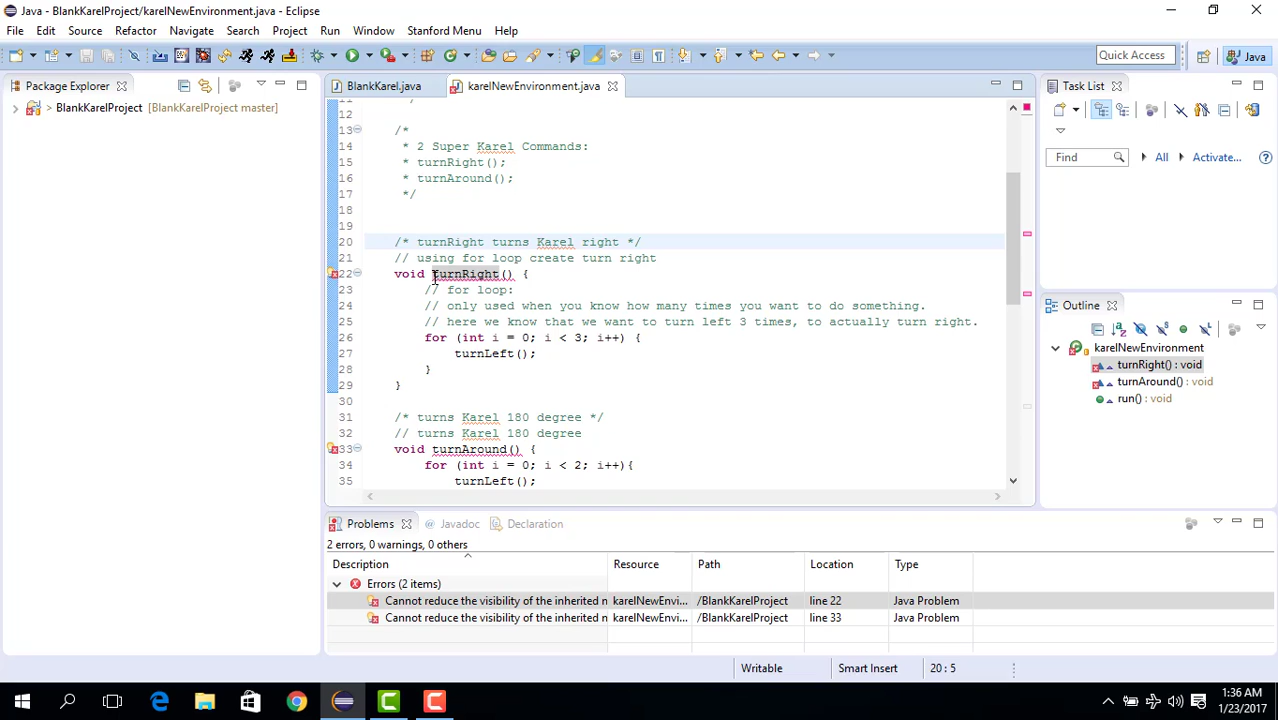 Java - BlankKarelProject/karelNewEnvironment.java - Eclipse
File Edit Source Refactor Navigate Search Project Run Window Stanford Menu Help
Quick Access Java
Package Explorer
> BlankKarelProject [BlankKarelProject master]
BlankKarel.java karelNewEnvironment.java
11 */
12
13 /*
14 * 2 Super Karel Commands:
15 * turnRight();
16 * turnAround();
17 */
18
19
20 /* turnRight turns Karel right */
21 // using for loop create turn right
22 void turnRight() {
23 // for loop:
24 // only used when you know how many times you want to do something.
25 // here we know that we want to turn left 3 times, to actually turn right.
26 for (int i = 0; i < 3; i++) {
27 turnLeft();
28 }
29 }
30
31 /* turns Karel 180 degree */
32 // turns Karel 180 degree
33 void turnAround() {
34 for (int i = 0; i < 2; i++){
35 turnLeft();
Task List
Find All Activate...
Outline
karelNewEnvironment
turnRight() : void
turnAround() : void
run() : void
Problems Javadoc Declaration
2 errors, 0 warnings, 0 others
Description Resource Path Location Type
Errors (2 items)
Cannot reduce the visibility of the inherited n karelNewEnvi... /BlankKarelProject line 22 Java Problem
Cannot reduce the visibility of the inherited n karelNewEnvi... /BlankKarelProject line 33 Java Problem
Writable Smart Insert 20 : 5
1:36 AM
1/23/2017